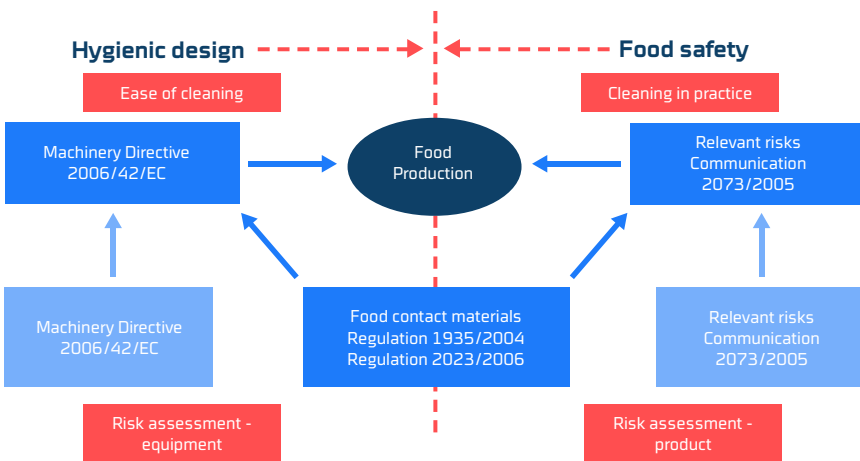 Hygienic design
Food safety
Ease of cleaning
Cleaning in practice
Machinery Directive
2006/42/EC
Food
Production
Relevant risks
Communication
2073/2005
Machinery Directive
2006/42/EC
Food contact materials
Regulation 1935/2004
Regulation 2023/2006
Relevant risks
Communication
2073/2005
Risk assessment -
equipment
Risk assessment -
product